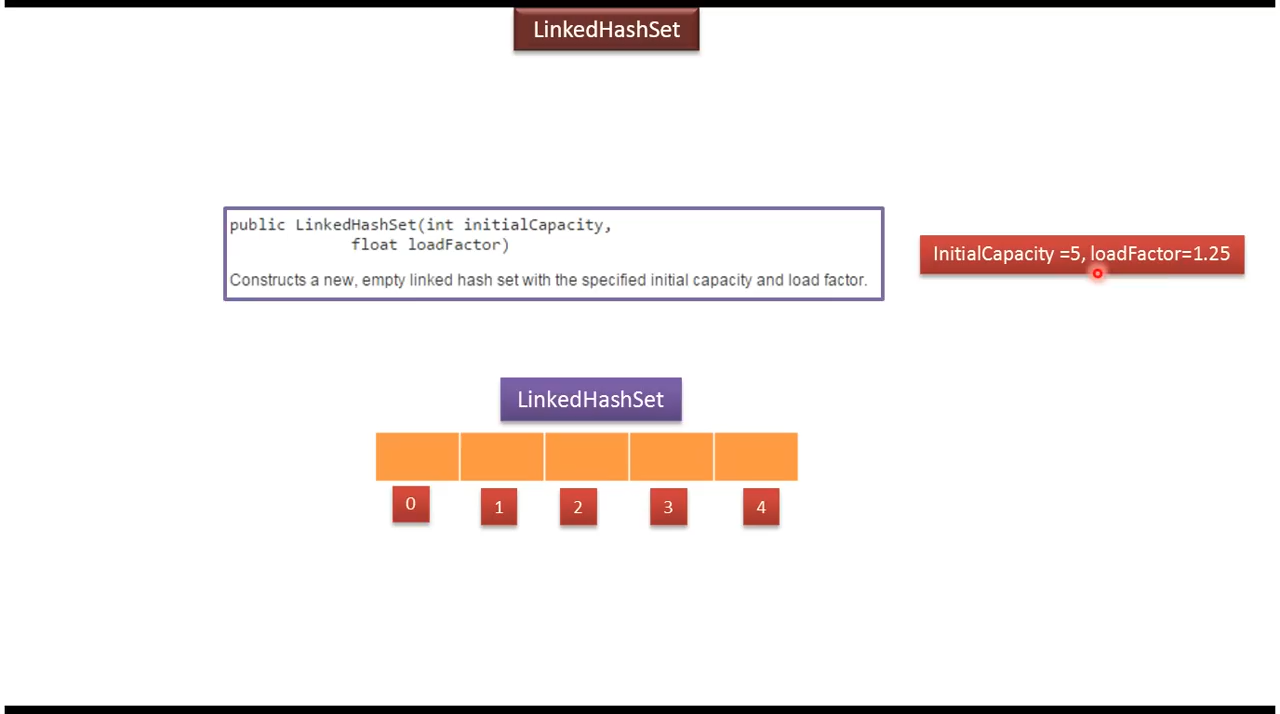 LinkedHashSet
public LinkedHashSet(int initialCapacity,
float loadFactor)
Constructs a new, empty linked hash set with the specified initial capacity and load factor.
InitialCapacity =5, loadFactor=1.25
LinkedHashSet
0
1
2
3
4